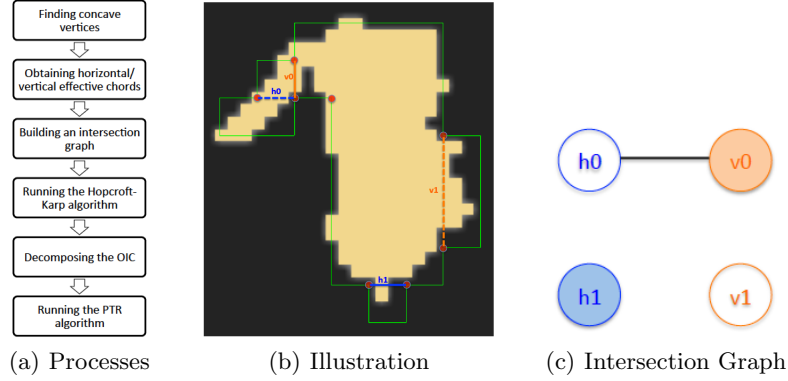 Finding concave
vertices
Obtaining horizontal/
vertical effective chords
Building an intersection
graph
Running the Hopcroft-
Karp algorithm
Decomposing the OIC
Running the PTR
algorithm
(a) Processes
v0
h0
v1
h1
(b) Illustration
h0
v0
h1
v1
(c) Intersection Graph